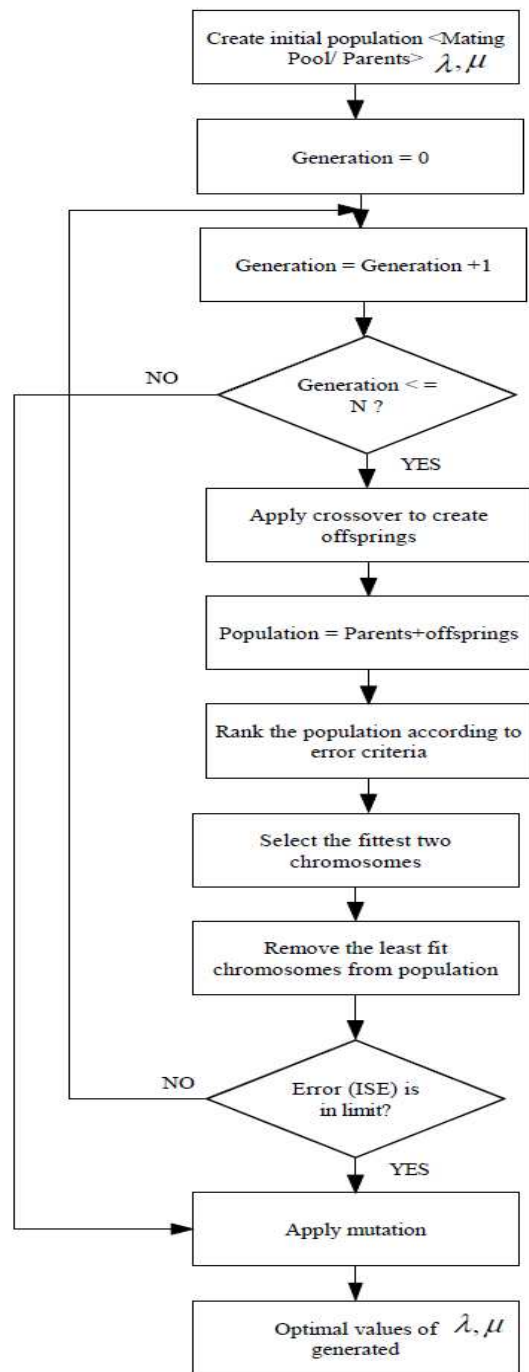 Create initial population <Mating
Pool/ Parents> λ, μ
Generation = 0
Generation = Generation +1
NO
Generation < =
N ?
YES
Apply crossover to create
offsprings
Population = Parents+offsprings
Rank the population according to
error criteria
Select the fittest two
chromosomes
Remove the least fit
chromosomes from population
NO
Error (ISE) is
in limit?
YES
Apply mutation
Optimal values of λ, μ
generated